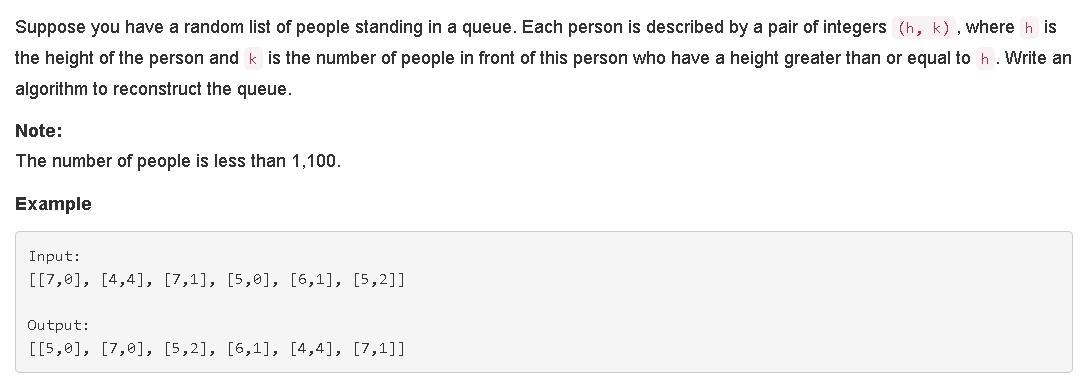 Suppose you have a random list of people standing in a queue. Each person is described by a pair of integers (h, k) , where h is
the height of the person and k is the number of people in front of this person who have a height greater than or equal to h . Write an
algorithm to reconstruct the queue.
Note:
The number of people is less than 1,100.
Example
Input:
[[7,0], [4,4], [7,1], [5,0], [6,1], [5,2]]
Output:
[[5,0], [7,0], [5,2], [6,1], [4,4], [7,1]]